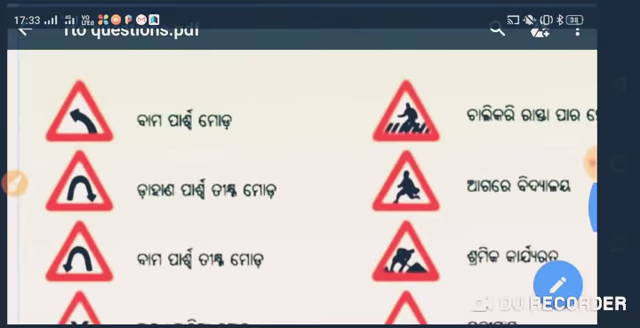 17:33
rto questions.pdf
ବାମ ପାର୍ଶ୍ବ ମୋଡ଼
ଚାଲିକରି ରାସ୍ତା ପାର
ଡ଼ାହାଣ ପାର୍ଶ୍ବ ତୀକ୍ଷ୍ଣ ମୋଡ଼
ଆଗରେ ବିଦ୍ୟାଳୟ
ବାମ ପାର୍ଶ୍ବ ତୀକ୍ଷ୍ଣ ମୋଡ଼
ଶ୍ରମିକ କାର୍ଯ୍ୟରତ
DU RECORDER